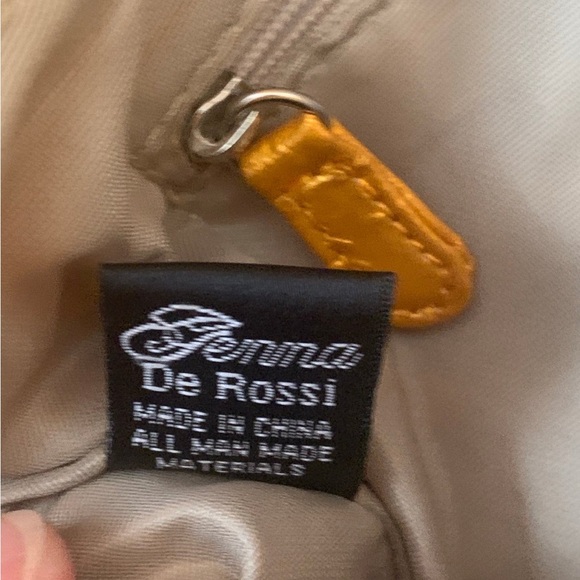 Jenna
De Rossi
MADE IN CHINA
ALL MAN MADE
MATERIALS